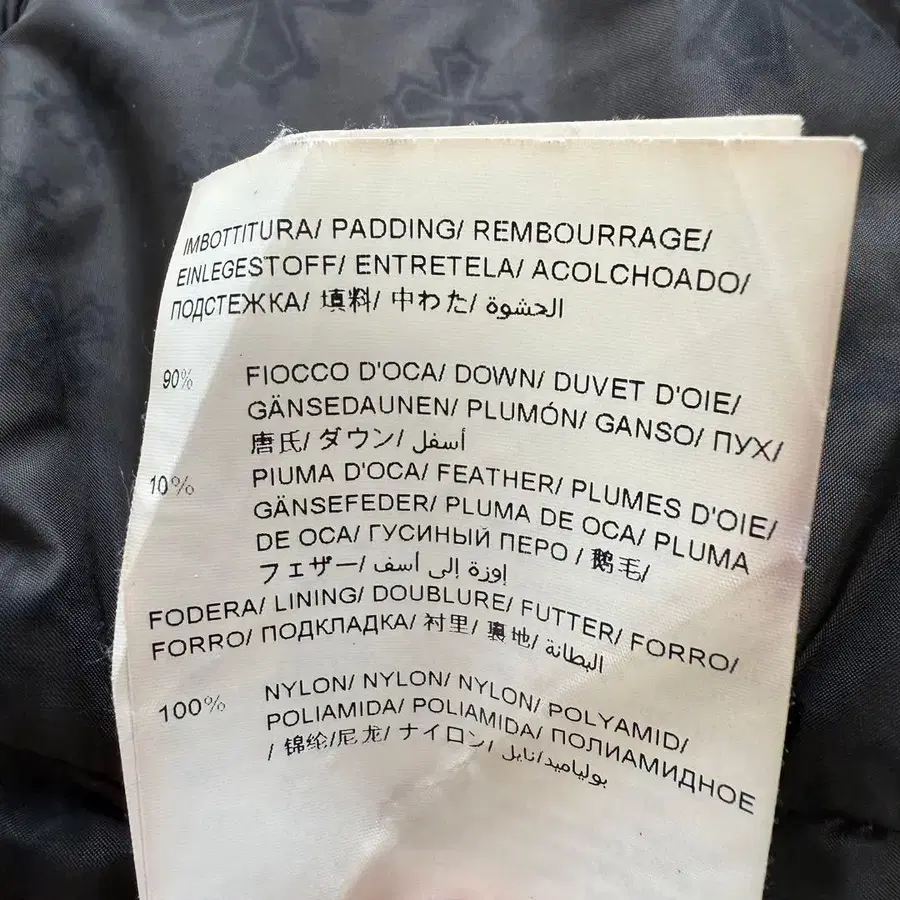 IMBOTTITURA/ PADDING/ REMBOURRAGE/
EINLEGESTOFF/ ENTRETELA/ ACOLCHOADO/
ПОДСТЕЖКА/ 填料/ 中わた/ الحشوة
90% FIOCCO D'OCA/ DOWN/ DUVET D'OIE/
GÄNSEDAUNEN/ PLUMÓN/ GANSO/ ПУХ/
唐氏/ ダウン/ أسفل
10% PIUMA D'OCA/ FEATHER/ PLUMES D'OIE/
GÄNSEFEDER/ PLUMA DE OCA/ PLUMA
DE OCA/ ГУСИНЫЙ ПЕРО / 鹅毛/
フェザー/ إوزة إلى أسف
FODERA/ LINING/ DOUBLURE/ FUTTER/ FORRO/
FORRO/ ПОДКЛАДКА/ 衬里/ 裏地/ البطانة
100% NYLON/ NYLON/ NYLON/ POLYAMID/
POLIAMIDA/ POLIAMIDA/ ПОЛИАМИДНОЕ
/ 锦纶/尼龙/ ナイロン/ بولياميد/نايل